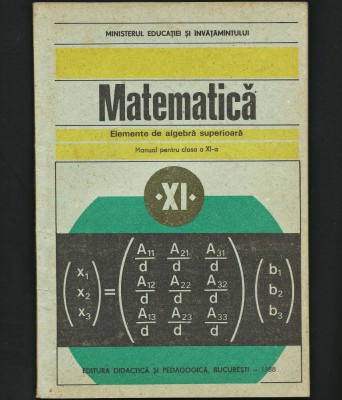 MINISTERUL EDUCAȚIEI ȘI ÎNVĂȚĂMÎNTULUI
Matematică
Elemente de algebră superioară
Manual pentru clasa a XI-a
·XI·
A11 A21 A31
d d d
x1 b1
A12 A22 A32
x2 = b2
d d d
x3 b3
A13 A23 A33
d d d
EDITURA DIDACTICĂ ȘI PEDAGOGICĂ, BUCUREȘTI – 1988